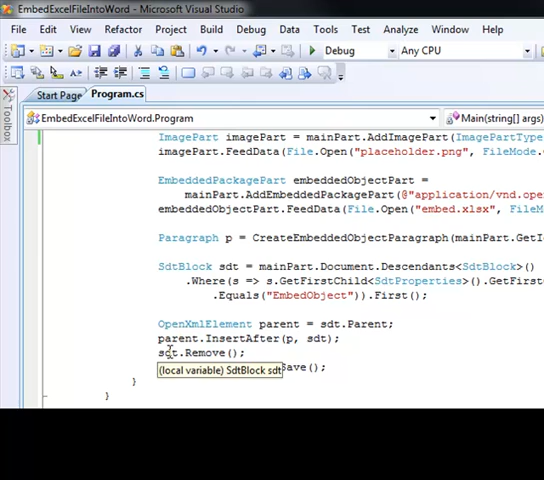 EmbedExcelFileIntoWord - Microsoft Visual Studio
File Edit View Refactor Project Build Debug Tools Test Analyze Window Help
Debug Any CPU
Start Page Program.cs
EmbedExcelFileIntoWord.Program Main(string[] args)
Toolbox
ImagePart imagePart = mainPart.AddImagePart(ImagePartType
imagePart.FeedData(File.Open("placeholder.png", FileMode.
EmbeddedPackagePart embeddedObjectPart =
mainPart.AddEmbeddedPackagePart(@"application/vnd.ope
embeddedObjectPart.FeedData(File.Open("embed.xlsx", FileM
Paragraph p = CreateEmbeddedObjectParagraph(mainPart.GetI
SdtBlock sdt = mainPart.Document.Descendants<SdtBlock>()
.Where(s => s.GetFirstChild<SdtProperties>().GetFirst
.Equals("EmbedObject")).First();
OpenXmlElement parent = sdt.Parent;
parent.InsertAfter(p, sdt);
sdt.Remove();
(local variable) SdtBlock sdt
ave();
}
}